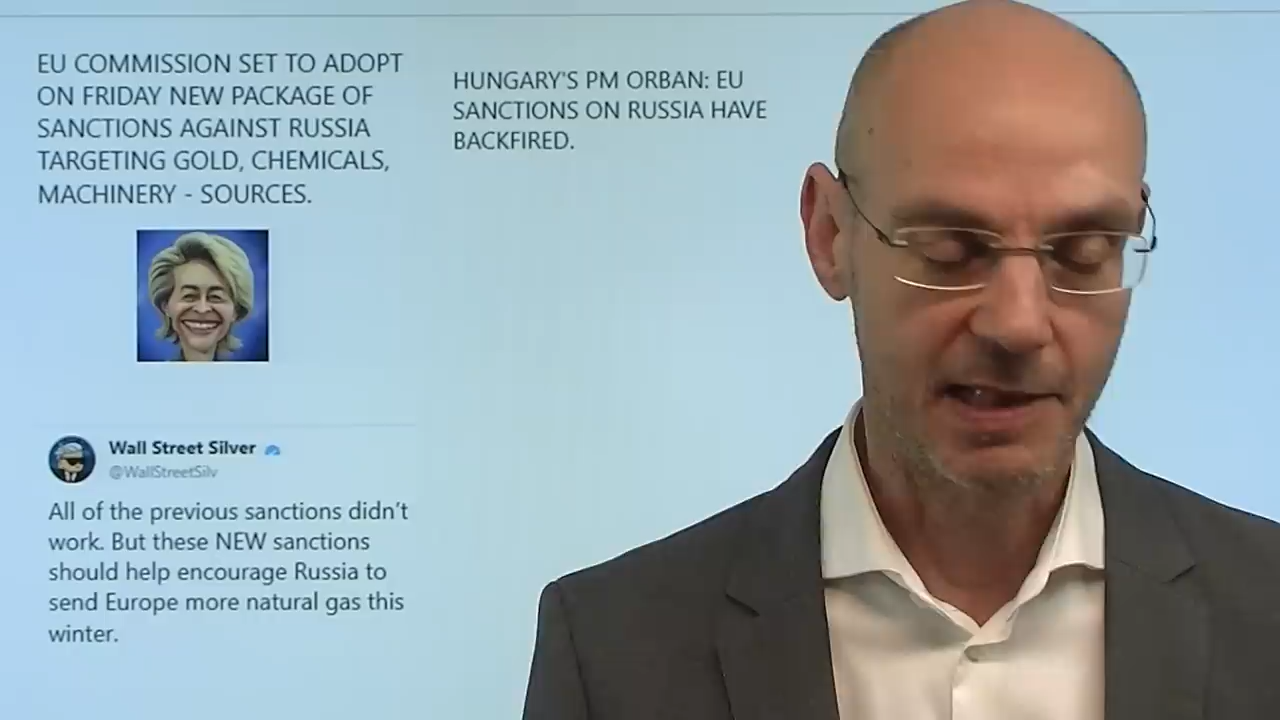 EU COMMISSION SET TO ADOPT
ON FRIDAY NEW PACKAGE OF
SANCTIONS AGAINST RUSSIA
TARGETING GOLD, CHEMICALS,
MACHINERY - SOURCES.
HUNGARY'S PM ORBAN: EU
SANCTIONS ON RUSSIA HAVE
BACKFIRED.
Wall Street Silver
@WallStreetSilv
All of the previous sanctions didn't
work. But these NEW sanctions
should help encourage Russia to
send Europe more natural gas this
winter.